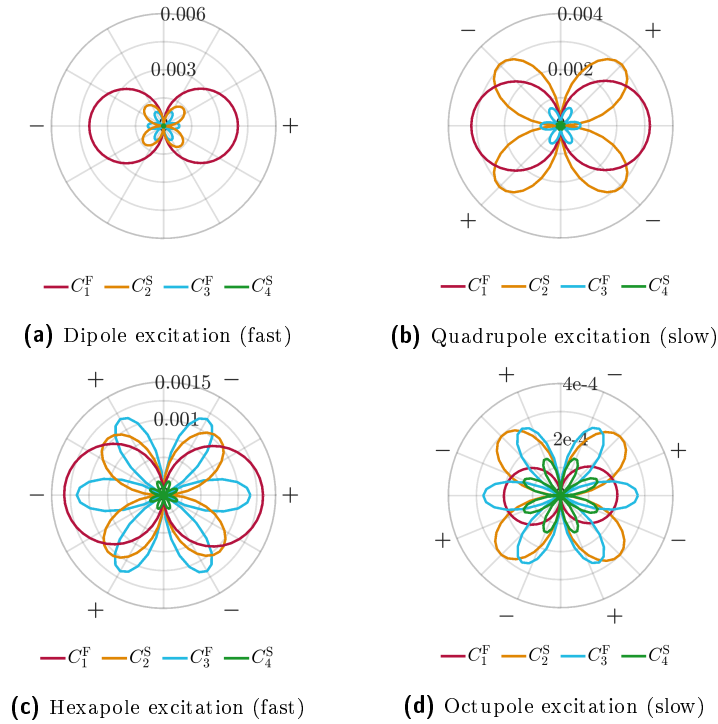 0.006
0.003
− +
C₁ᶠ C₂ˢ C₃ᶠ C₄ˢ
(a) Dipole excitation (fast)
0.004
− +
0.002
+ −
C₁ᶠ C₂ˢ C₃ᶠ C₄ˢ
(b) Quadrupole excitation (slow)
0.0015
+ −
0.001
− +
+ −
C₁ᶠ C₂ˢ C₃ᶠ C₄ˢ
(c) Hexapole excitation (fast)
+ 4e-4 −
− 2e-4 +
+ −
− +
C₁ᶠ C₂ˢ C₃ᶠ C₄ˢ
(d) Octupole excitation (slow)